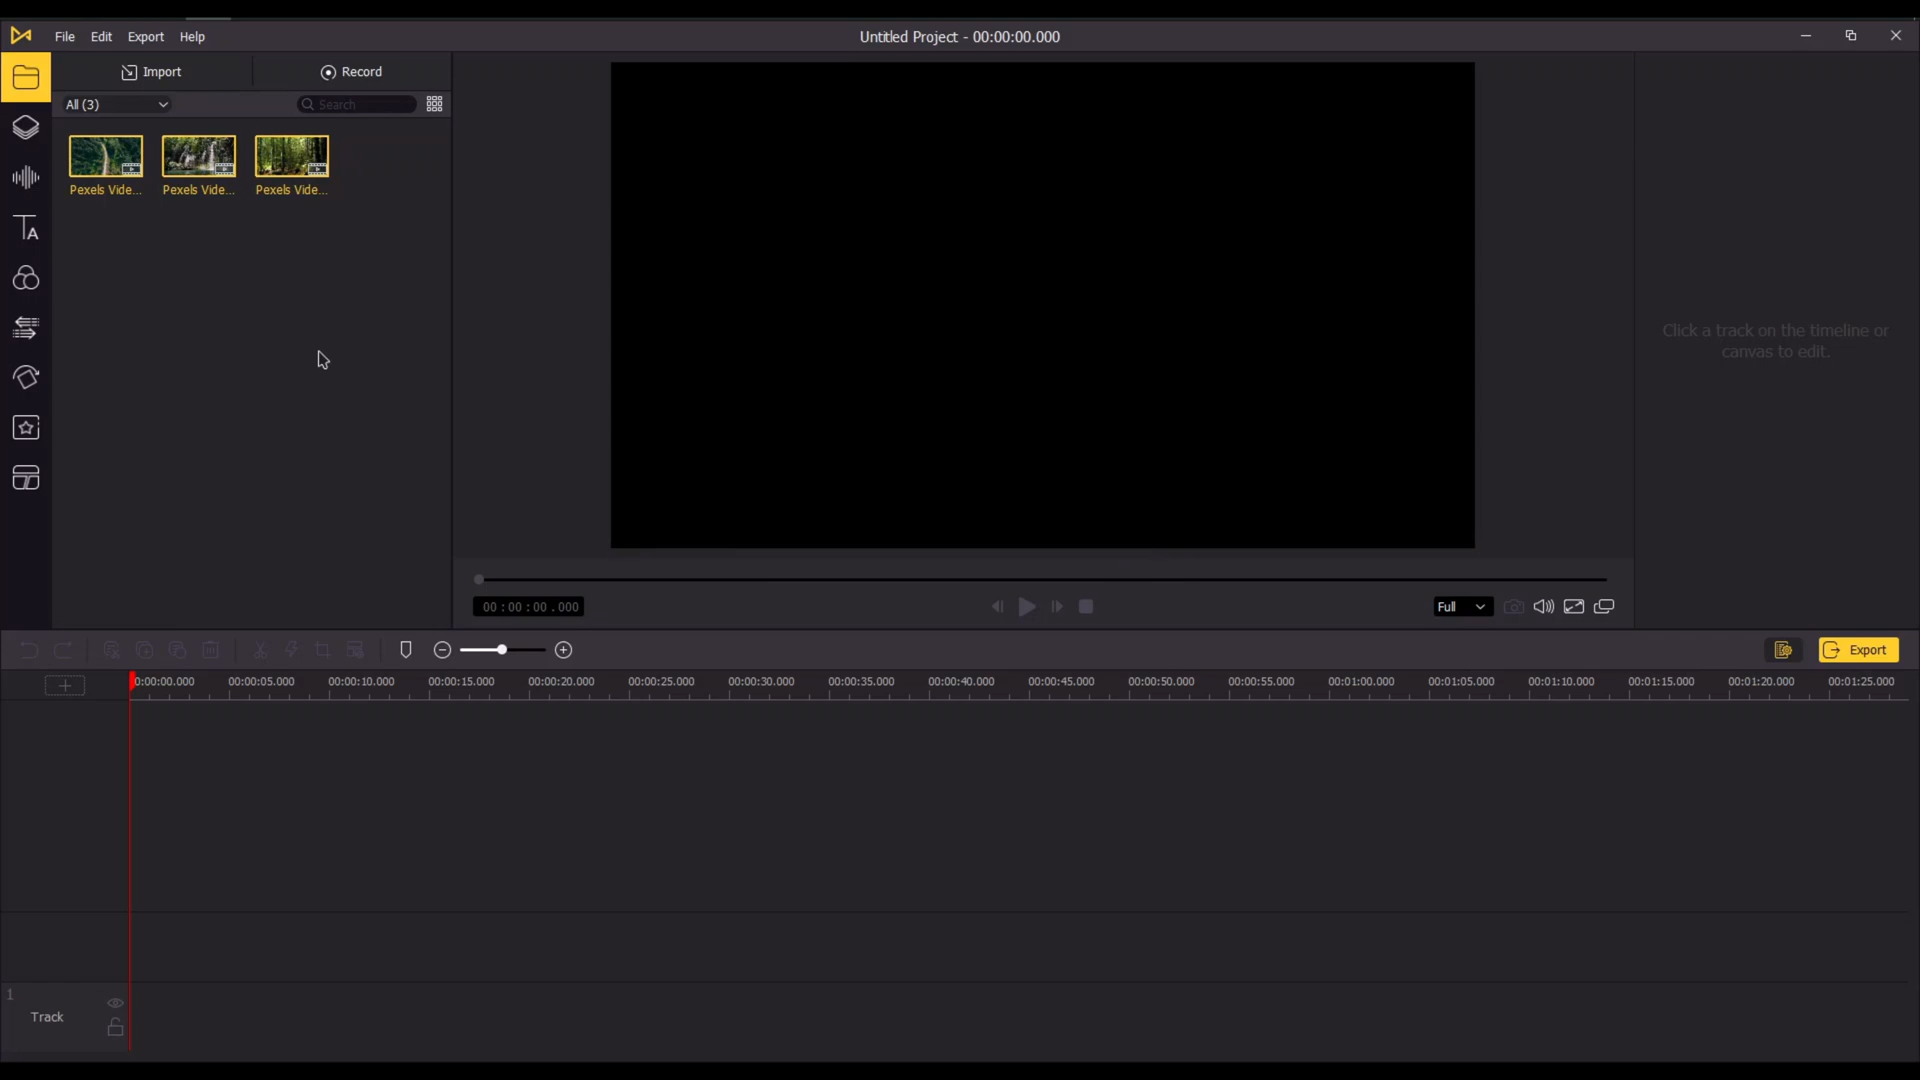 File Edit Export Help
Untitled Project - 00:00:00.000
Import Record
All (3) Search
Pexels Vide... Pexels Vide... Pexels Vide...
Click a track on the timeline or
canvas to edit.
00:00:00.000
Full
Export
0:00:00.000 00:00:05.000 00:00:10.000 00:00:15.000 00:00:20.000 00:00:25.000 00:00:30.000 00:00:35.000 00:00:40.000 00:00:45.000 00:00:50.000 00:00:55.000 00:01:00.000 00:01:05.000 00:01:10.000 00:01:15.000 00:01:20.000 00:01:25.000
1
Track